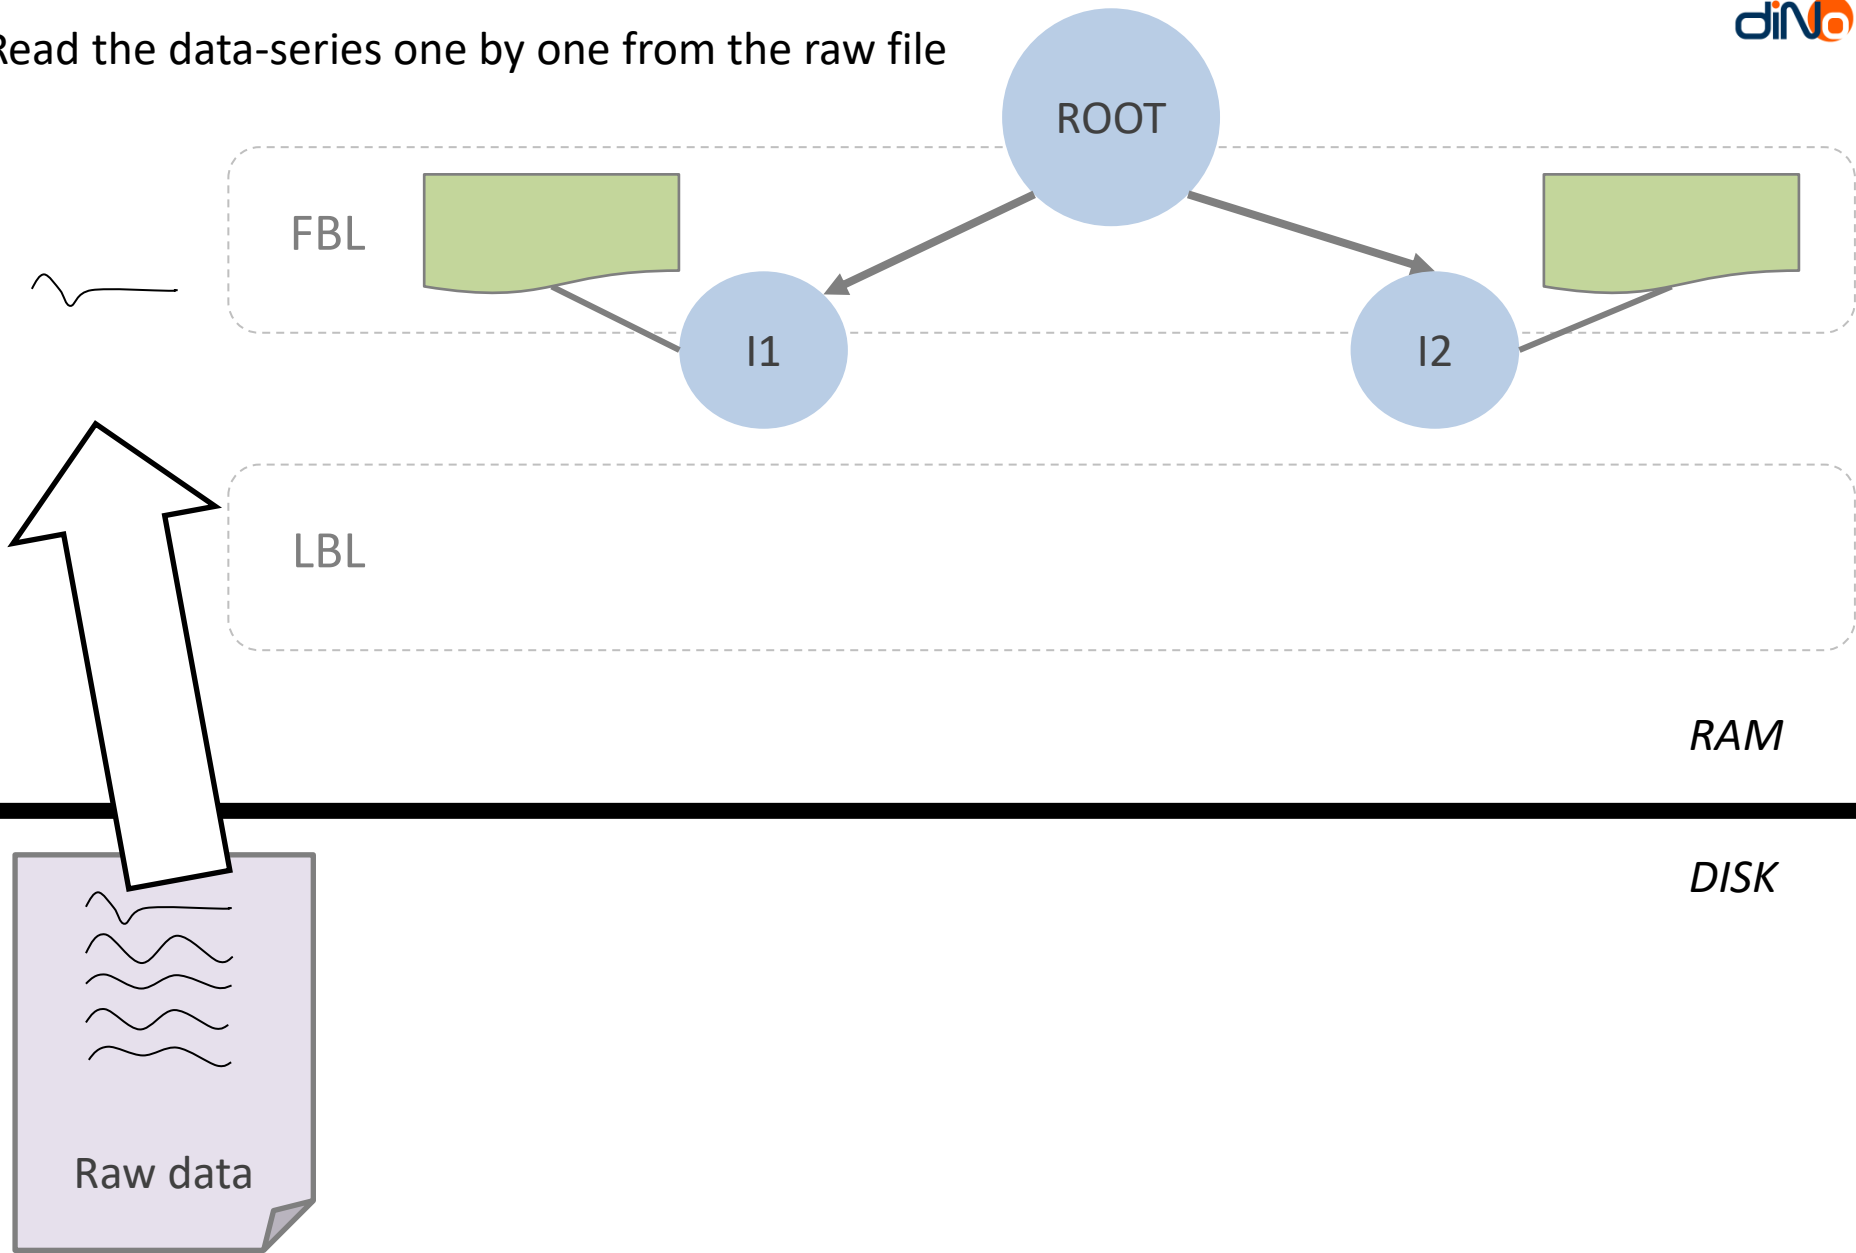 Read the data-series one by one from the raw file
diNo
ROOT
FBL
I1
I2
LBL
RAM
DISK
Raw data